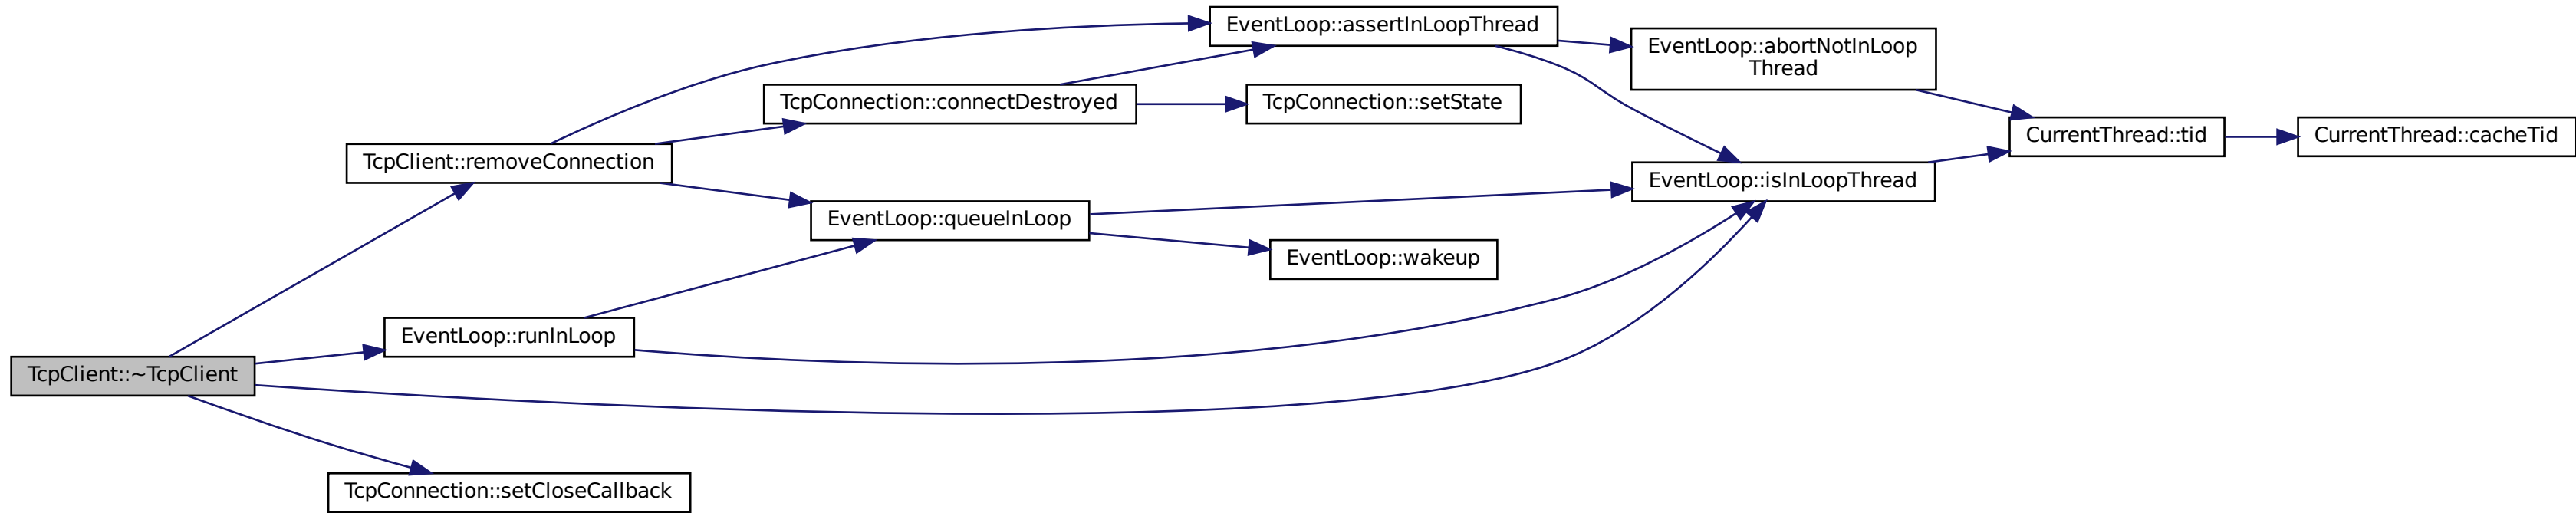 EventLoop::assertInLoopThread
EventLoop::abortNotInLoop
Thread
TcpConnection::connectDestroyed
TcpConnection::setState
CurrentThread::tid
CurrentThread::cacheTid
TcpClient::removeConnection
EventLoop::isInLoopThread
EventLoop::queueInLoop
EventLoop::wakeup
EventLoop::runInLoop
TcpClient::~TcpClient
TcpConnection::setCloseCallback